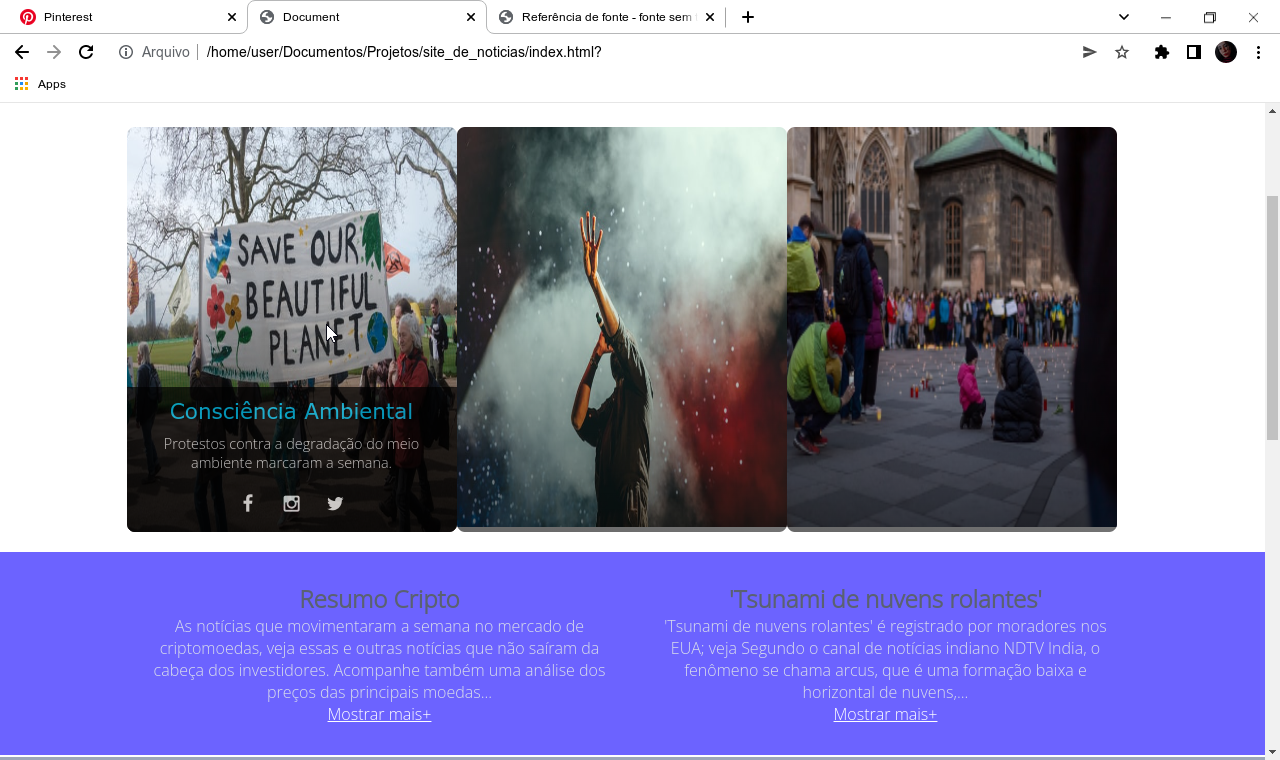 Pinterest
Document
Referência de fonte - fonte sem
Arquivo
/home/user/Documentos/Projetos/site_de_noticias/index.html?
Apps
SAVE OUR
BEAUTIFUL
PLANET
Consciência Ambiental
Protestos contra a degradação do meio
ambiente marcaram a semana.
Resumo Cripto
As notícias que movimentaram a semana no mercado de
criptomoedas, veja essas e outras notícias que não saíram da
cabeça dos investidores. Acompanhe também uma análise dos
preços das principais moedas...
Mostrar mais+
'Tsunami de nuvens rolantes'
'Tsunami de nuvens rolantes' é registrado por moradores nos
EUA; veja Segundo o canal de notícias indiano NDTV India, o
fenômeno se chama arcus, que é uma formação baixa e
horizontal de nuvens,...
Mostrar mais+